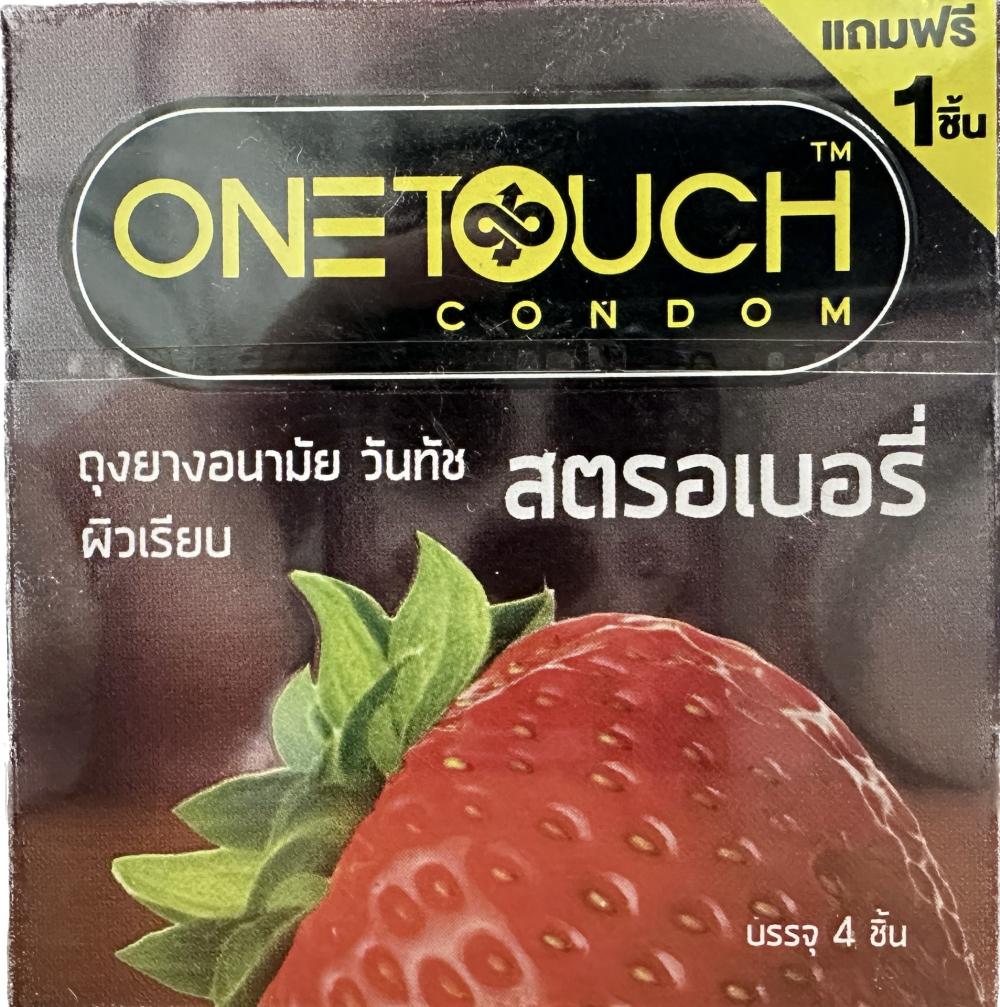 แถมฟรี
1ชิ้น
ONETOUCH™
CONDOM
ถุงยางอนามัย วันทัช
ผิวเรียบ
สตรอเบอรี่
บรรจุ 4 ชิ้น